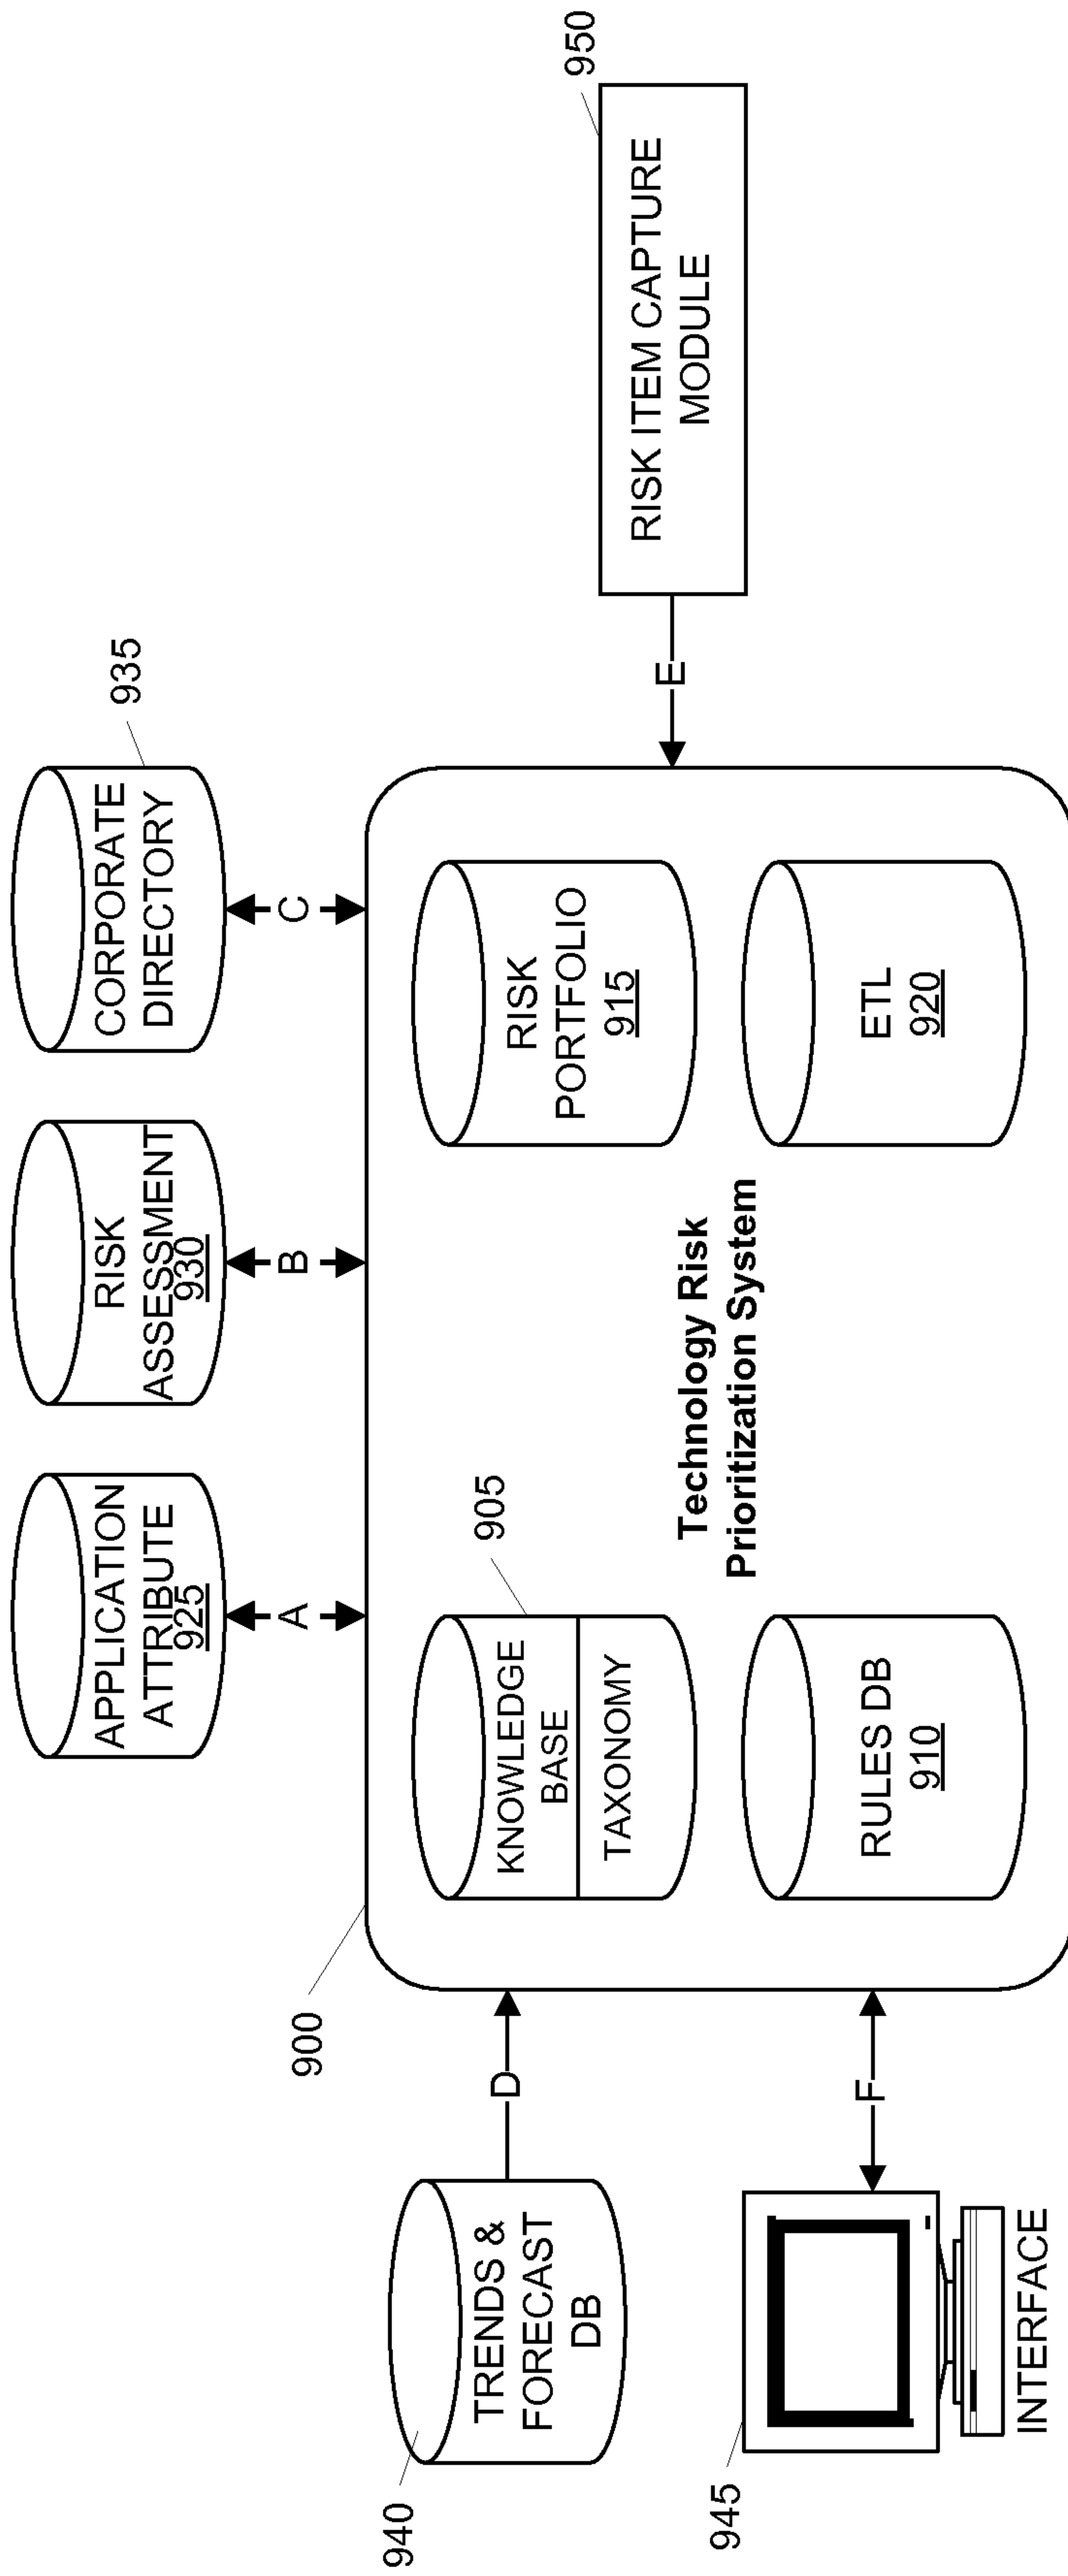 APPLICATION
ATTRIBUTE
925
RISK
ASSESSMENT
930
CORPORATE
DIRECTORY
935
A
B
C
900
940
TRENDS &
FORECAST
DB
D
KNOWLEDGE
BASE
TAXONOMY
905
RISK
PORTFOLIO
915
Technology Risk
Prioritization System
E
RISK ITEM CAPTURE
MODULE
950
945
INTERFACE
F
RULES DB
910
ETL
920